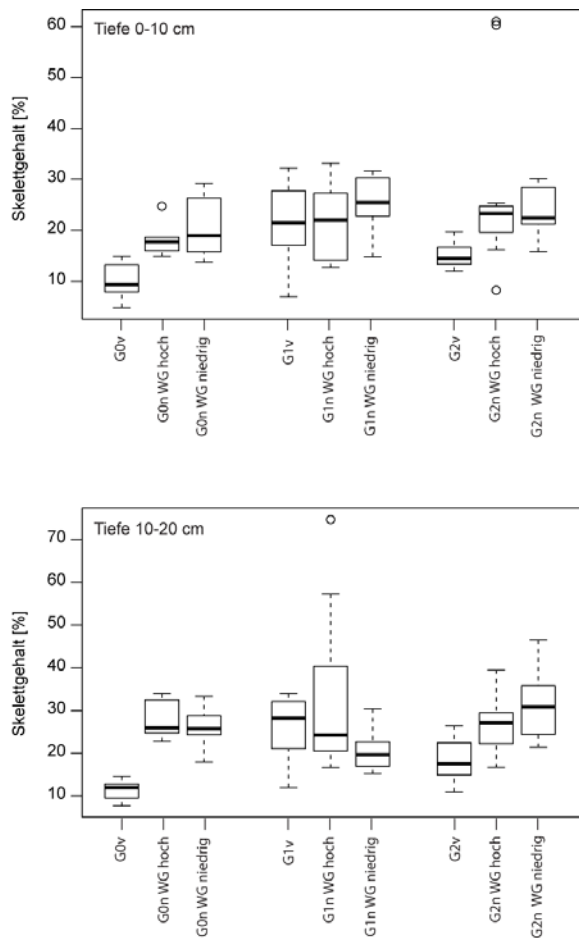 Tiefe 0-10 cm
Skelettgehalt [%]
60
50
40
30
20
10
G0v
G0n WG hoch
G0n WG niedrig
G1v
G1n WG hoch
G1n WG niedrig
G2v
G2n WG hoch
G2n WG niedrig
Tiefe 10-20 cm
Skelettgehalt [%]
70
60
50
40
30
20
10
G0v
G0n WG hoch
G0n WG niedrig
G1v
G1n WG hoch
G1n WG niedrig
G2v
G2n WG hoch
G2n WG niedrig